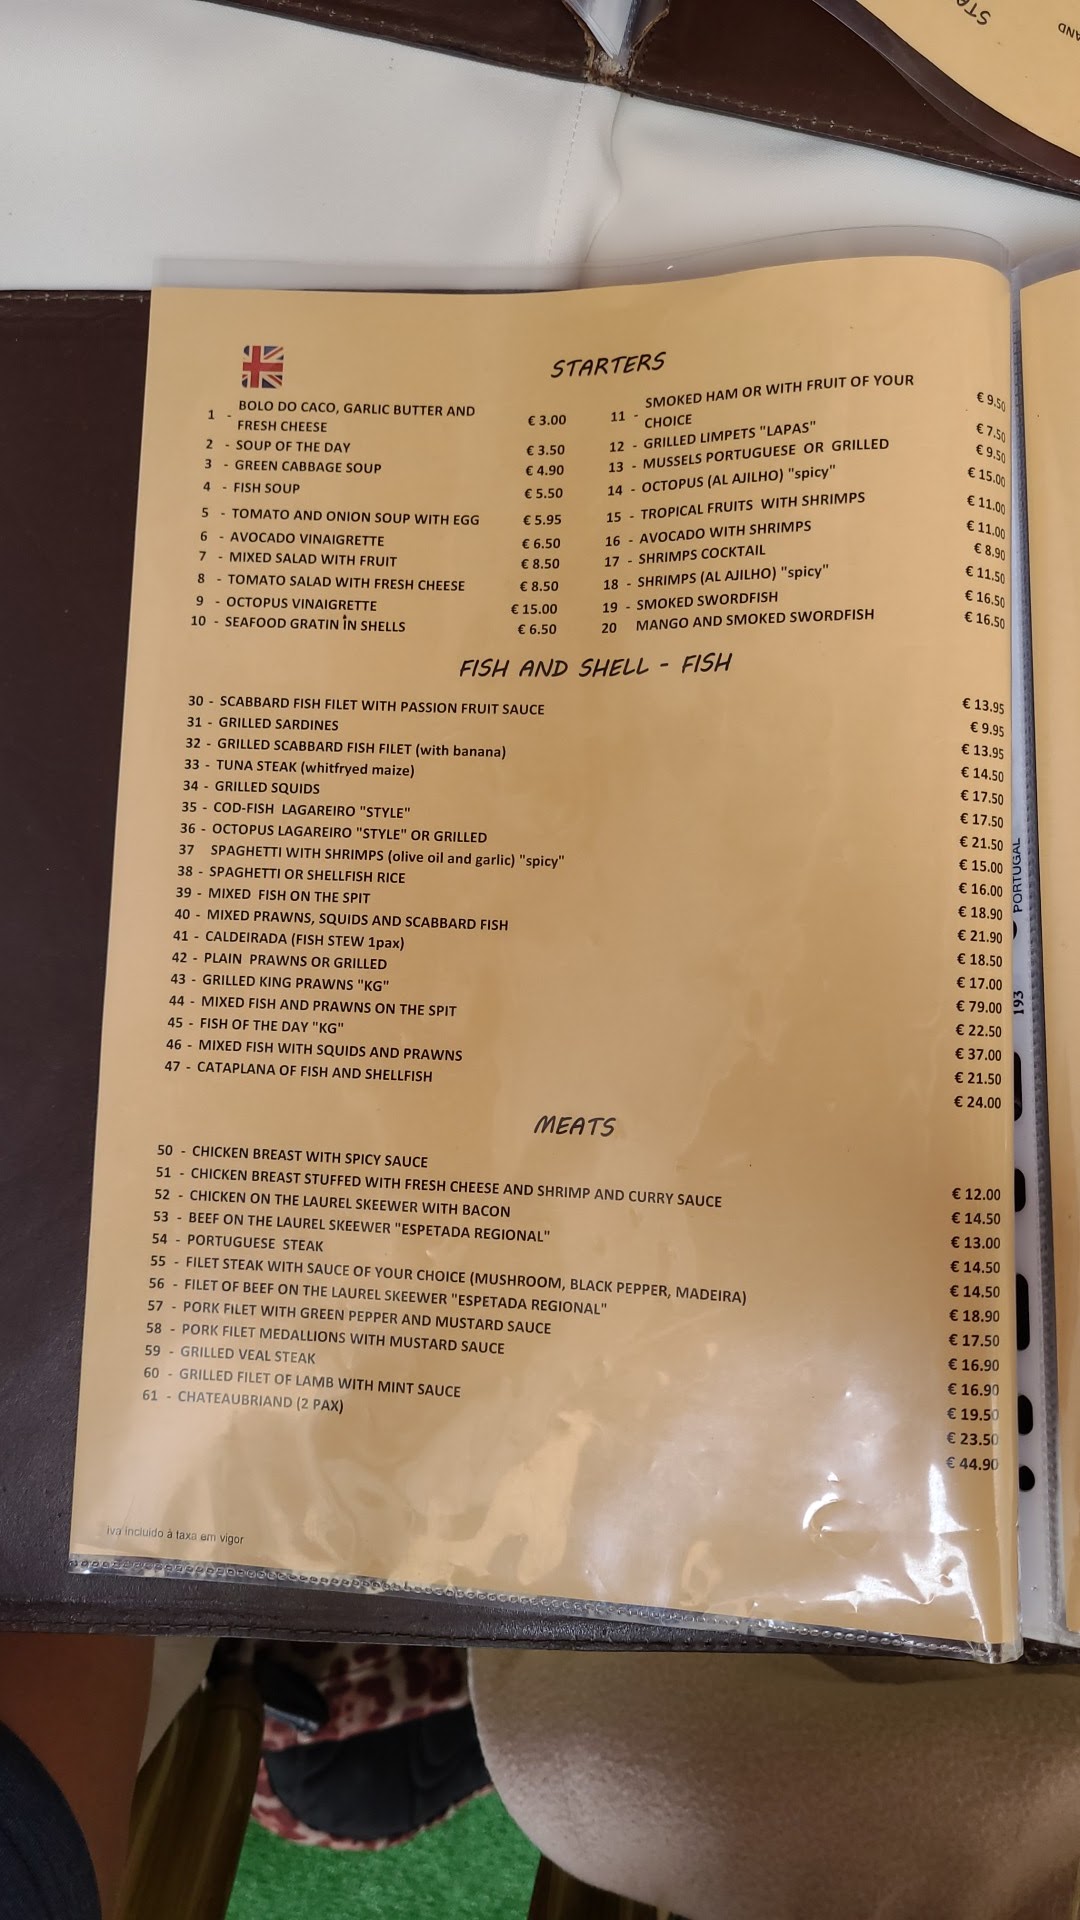 STARTERS
1 - BOLO DO CACO, GARLIC BUTTER AND
FRESH CHEESE € 3.00
2 - SOUP OF THE DAY € 3.50
3 - GREEN CABBAGE SOUP € 4.90
4 - FISH SOUP € 5.50
5 - TOMATO AND ONION SOUP WITH EGG € 5.95
6 - AVOCADO VINAIGRETTE € 6.50
7 - MIXED SALAD WITH FRUIT € 8.50
8 - TOMATO SALAD WITH FRESH CHEESE € 8.50
9 - OCTOPUS VINAIGRETTE € 15.00
10 - SEAFOOD GRATIN IN SHELLS € 6.50
11 - SMOKED HAM OR WITH FRUIT OF YOUR
CHOICE € 9.50
12 - GRILLED LIMPETS "LAPAS" € 7.50
13 - MUSSELS PORTUGUESE OR GRILLED € 9.50
14 - OCTOPUS (AL AJILHO) "spicy" € 15.00
15 - TROPICAL FRUITS WITH SHRIMPS € 11.00
16 - AVOCADO WITH SHRIMPS € 11.00
17 - SHRIMPS COCKTAIL € 8.90
18 - SHRIMPS (AL AJILHO) "spicy" € 11.50
19 - SMOKED SWORDFISH € 16.50
20 MANGO AND SMOKED SWORDFISH € 16.50
FISH AND SHELL - FISH
30 - SCABBARD FISH FILET WITH PASSION FRUIT SAUCE € 13.95
31 - GRILLED SARDINES € 9.95
32 - GRILLED SCABBARD FISH FILET (with banana) € 13.95
33 - TUNA STEAK (whitfryed maize) € 14.50
34 - GRILLED SQUIDS € 17.50
35 - COD-FISH LAGAREIRO "STYLE" € 17.50
36 - OCTOPUS LAGAREIRO "STYLE" OR GRILLED € 21.50
37 SPAGHETTI WITH SHRIMPS (olive oil and garlic) "spicy" € 15.00
38 - SPAGHETTI OR SHELLFISH RICE € 16.00
39 - MIXED FISH ON THE SPIT € 18.90
40 - MIXED PRAWNS, SQUIDS AND SCABBARD FISH € 21.90
41 - CALDEIRADA (FISH STEW 1pax) € 18.50
42 - PLAIN PRAWNS OR GRILLED € 17.00
43 - GRILLED KING PRAWNS "KG" € 79.00
44 - MIXED FISH AND PRAWNS ON THE SPIT € 22.50
45 - FISH OF THE DAY "KG" € 37.00
46 - MIXED FISH WITH SQUIDS AND PRAWNS € 21.50
47 - CATAPLANA OF FISH AND SHELLFISH € 24.00
MEATS
50 - CHICKEN BREAST WITH SPICY SAUCE € 12.00
51 - CHICKEN BREAST STUFFED WITH FRESH CHEESE AND SHRIMP AND CURRY SAUCE € 14.50
52 - CHICKEN ON THE LAUREL SKEEWER WITH BACON € 13.00
53 - BEEF ON THE LAUREL SKEEWER "ESPETADA REGIONAL" € 14.50
54 - PORTUGUESE STEAK € 14.50
55 - FILET STEAK WITH SAUCE OF YOUR CHOICE (MUSHROOM, BLACK PEPPER, MADEIRA) € 18.90
56 - FILET OF BEEF ON THE LAUREL SKEEWER "ESPETADA REGIONAL" € 17.50
57 - PORK FILET WITH GREEN PEPPER AND MUSTARD SAUCE € 16.90
58 - PORK FILET MEDALLIONS WITH MUSTARD SAUCE € 16.90
59 - GRILLED VEAL STEAK € 19.50
60 - GRILLED FILET OF LAMB WITH MINT SAUCE € 23.50
61 - CHATEAUBRIAND (2 PAX) € 44.90
iva incluido à taxa em vigor
193 PORTUGAL